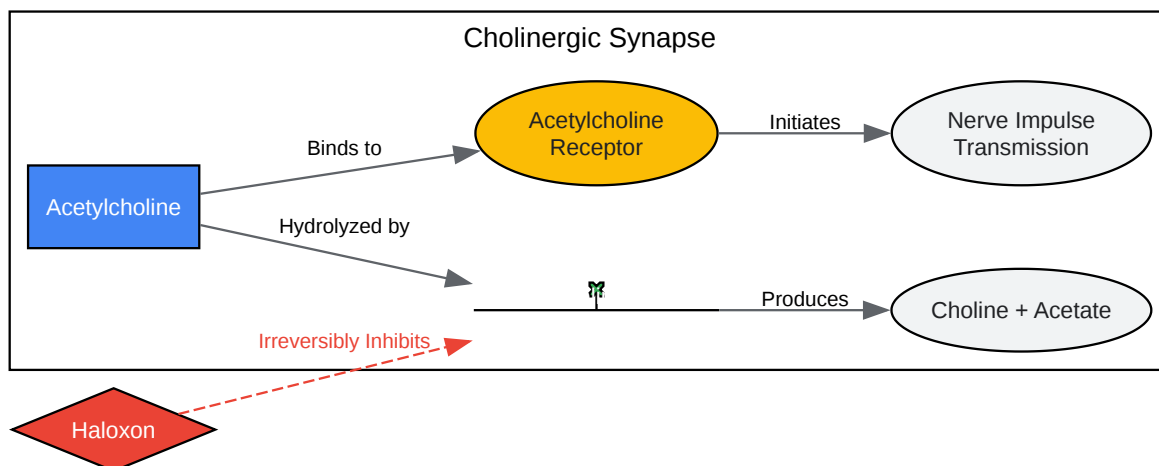 Cholinergic Synapse
Acetylcholine
Receptor
Initiates
Nerve Impulse
Transmission
Binds to
Acetylcholine
Hydrolyzed by
Produces
Choline + Acetate
Irreversibly Inhibits
Haloxon